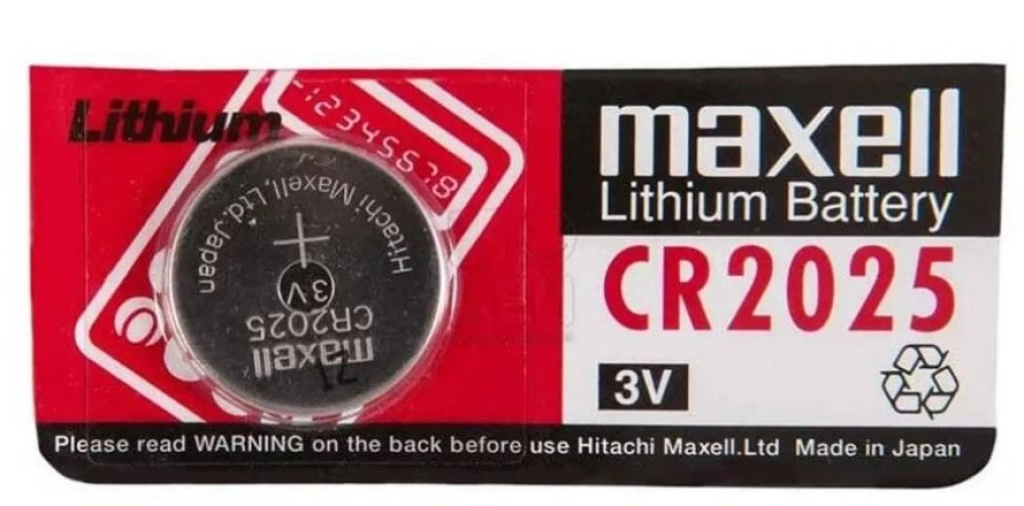 Lithium
-12345678
maxell
Lithium Battery
CR2025
3V
Hitachi Maxell,Ltd.Japan
+
3V
CR2025
maxell
Please read WARNING on the back before use Hitachi Maxell.Ltd Made in Japan